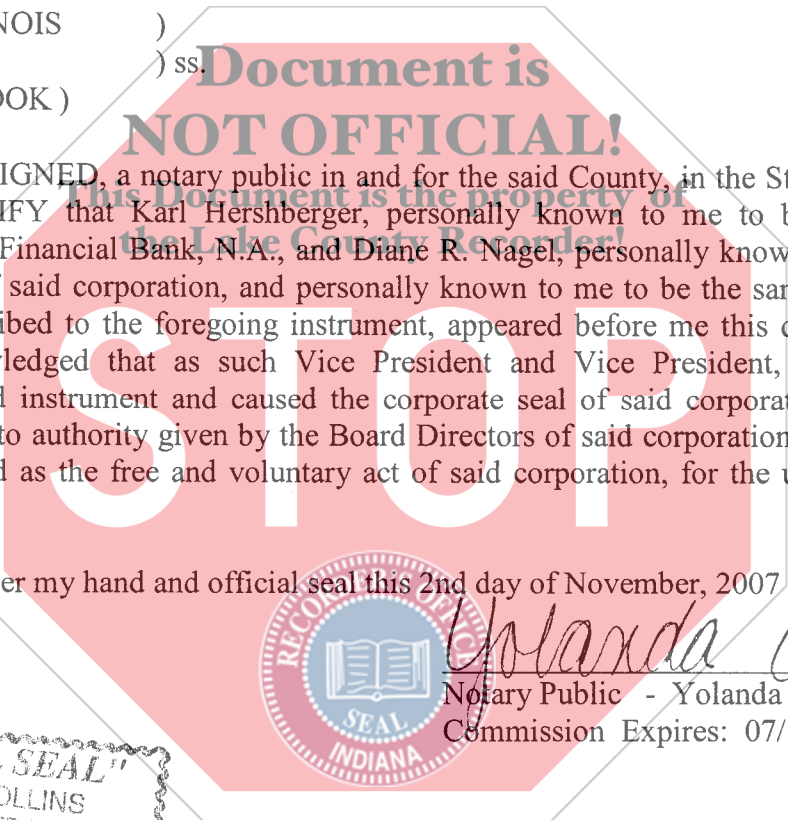 NOIS )
) ss.
OOK )
Document is
NOT OFFICIAL!
This Document is the property of
the Lake County Recorder!
IGNED, a notary public in and for the said County, in the St
IFY that Karl Hershberger, personally known to me to b
Financial Bank, N.A., and Diane R. Nagel, personally know
f said corporation, and personally known to me to be the sar
ibed to the foregoing instrument, appeared before me this d
ledged that as such Vice President and Vice President,
d instrument and caused the corporate seal of said corporat
to authority given by the Board Directors of said corporation
d as the free and voluntary act of said corporation, for the u
STOP
er my hand and official seal this 2nd day of November, 2007
Yolanda C
Notary Public - Yolanda
Commission Expires: 07/
RECORDER'S OFFICE
SEAL
INDIANA
SEAL"
OLLINS